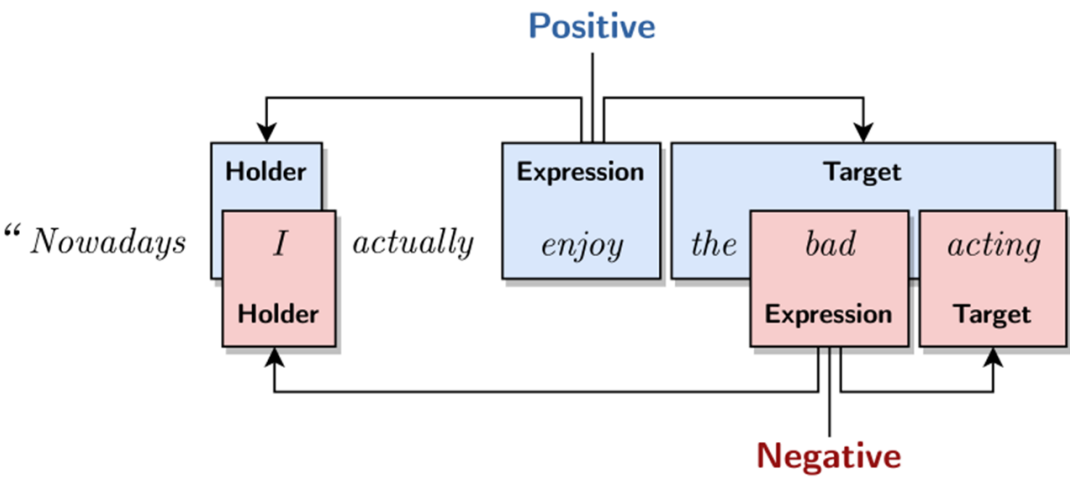 Positive
Holder Expression Target
“ Nowadays I actually enjoy the bad acting
Holder Expression Target
Negative